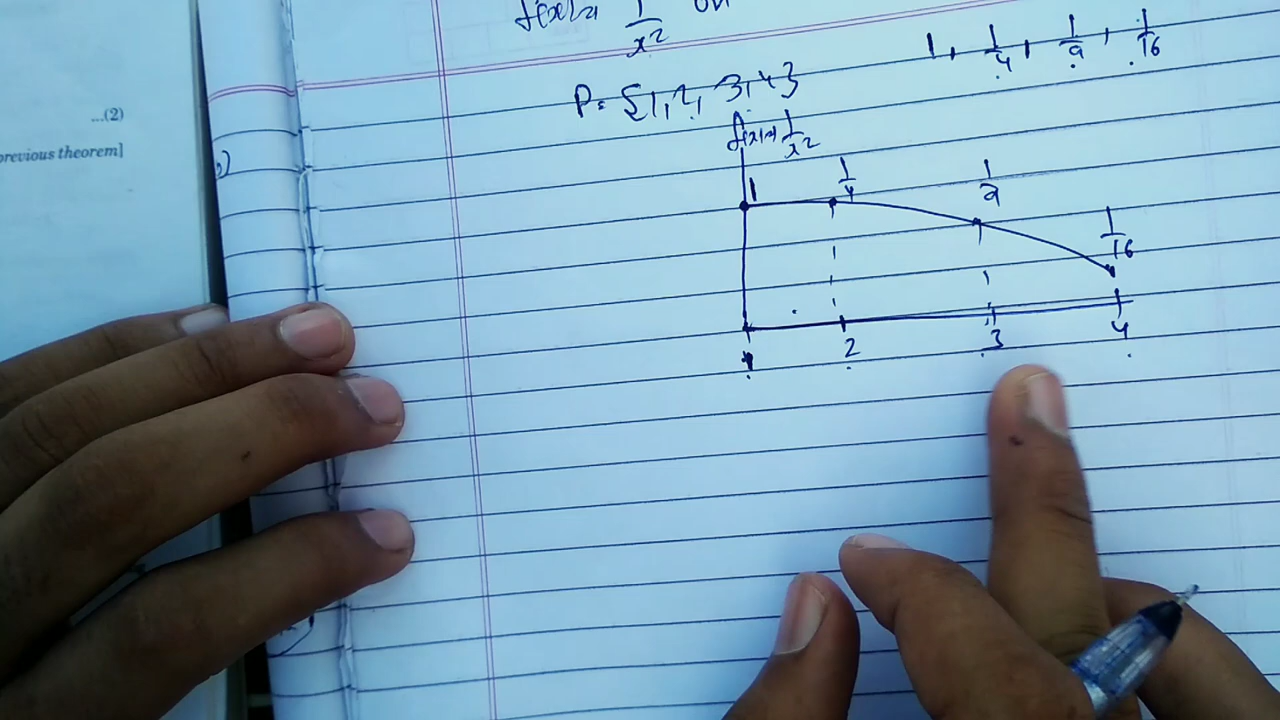 f(x) = 1/x² on
1, 1/4, 1/9, 1/16
...(2)
P = {1, 2, 3, 4}
previous theorem]
f(x) = 1/x²
1 1/4 1/9
1/16
1 2 3 4